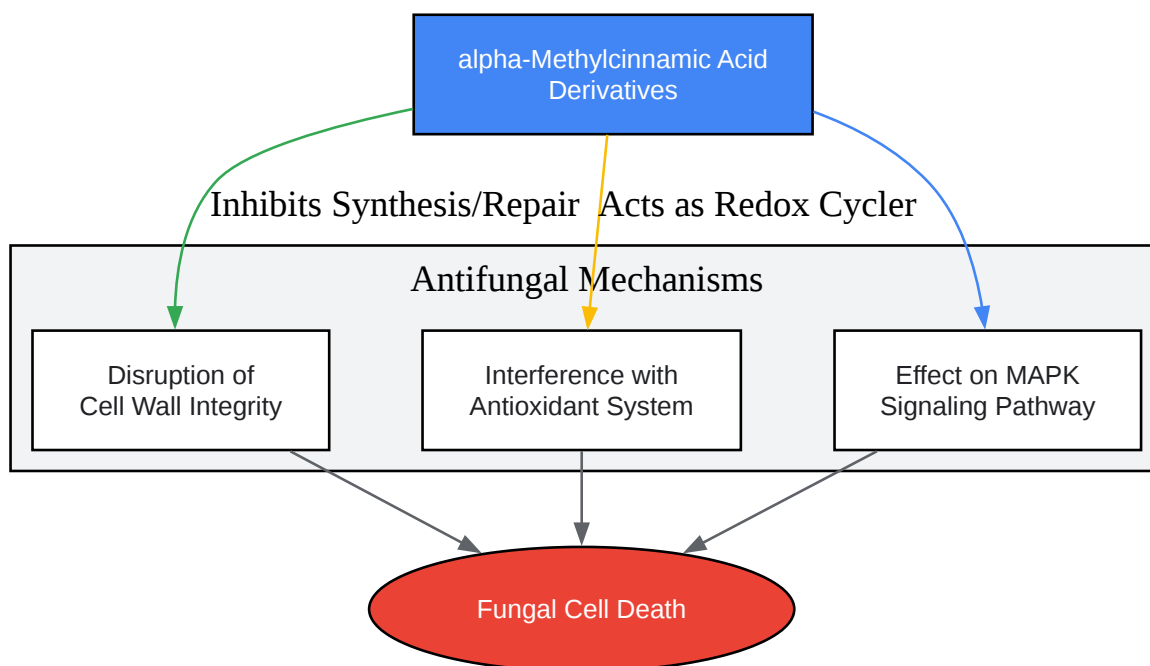 alpha-Methylcinnamic Acid
Derivatives
Inhibits Synthesis/Repair
Acts as Redox Cycler
Antifungal Mechanisms
Disruption of
Cell Wall Integrity
Interference with
Antioxidant System
Effect on MAPK
Signaling Pathway
Fungal Cell Death